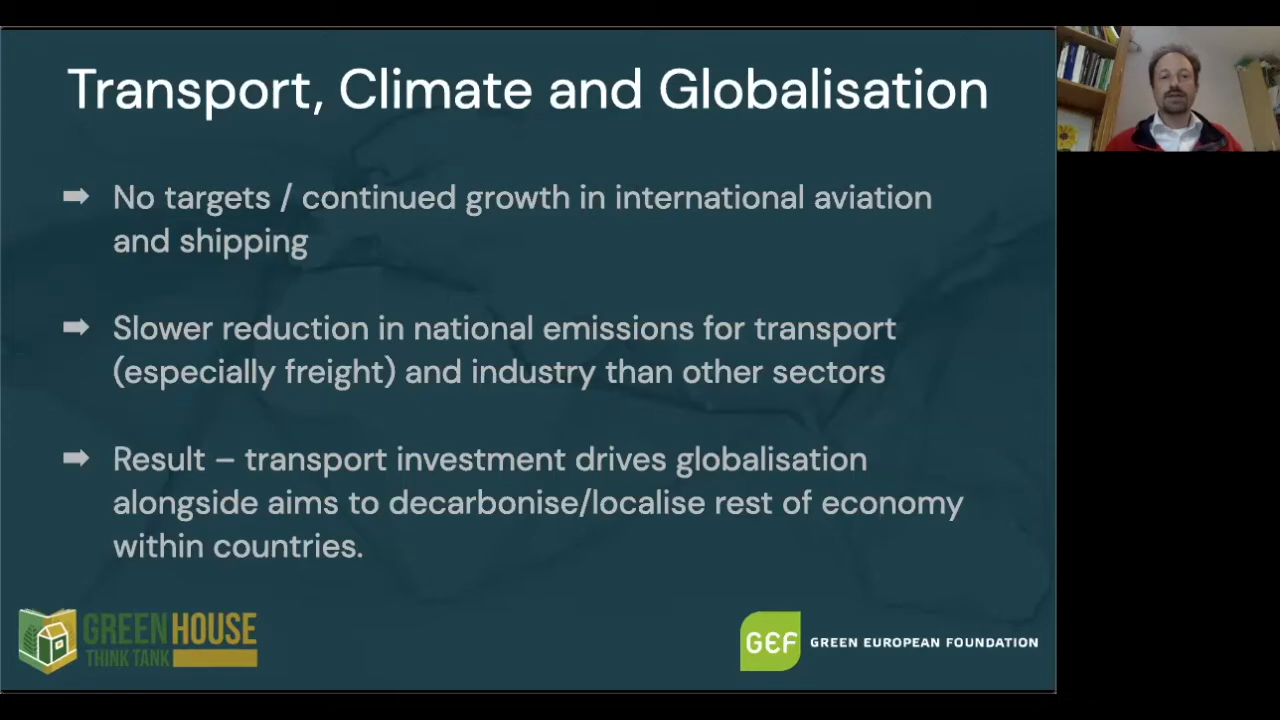 Transport, Climate and Globalisation
➡ No targets / continued growth in international aviation
and shipping
➡ Slower reduction in national emissions for transport
(especially freight) and industry than other sectors
➡ Result – transport investment drives globalisation
alongside aims to decarbonise/localise rest of economy
within countries.
GREEN HOUSE
THINK TANK
GEF GREEN EUROPEAN FOUNDATION